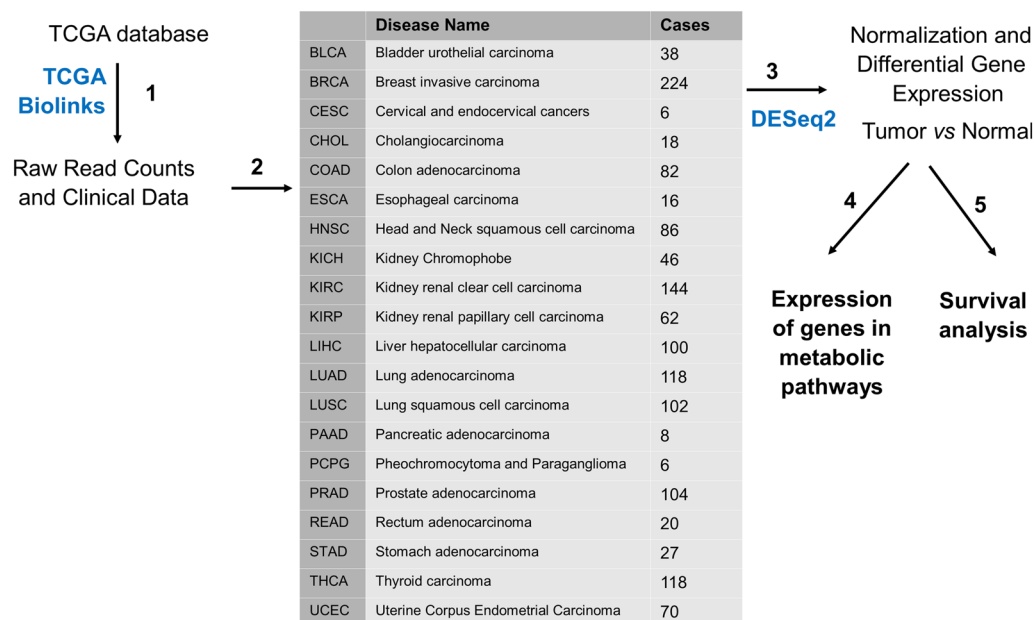 TCGA database
TCGA
Biolinks
1
Raw Read Counts
and Clinical Data
2
Disease Name Cases
BLCA Bladder urothelial carcinoma 38
BRCA Breast invasive carcinoma 224
CESC Cervical and endocervical cancers 6
CHOL Cholangiocarcinoma 18
COAD Colon adenocarcinoma 82
ESCA Esophageal carcinoma 16
HNSC Head and Neck squamous cell carcinoma 86
KICH Kidney Chromophobe 46
KIRC Kidney renal clear cell carcinoma 144
KIRP Kidney renal papillary cell carcinoma 62
LIHC Liver hepatocellular carcinoma 100
LUAD Lung adenocarcinoma 118
LUSC Lung squamous cell carcinoma 102
PAAD Pancreatic adenocarcinoma 8
PCPG Pheochromocytoma and Paraganglioma 6
PRAD Prostate adenocarcinoma 104
READ Rectum adenocarcinoma 20
STAD Stomach adenocarcinoma 27
THCA Thyroid carcinoma 118
UCEC Uterine Corpus Endometrial Carcinoma 70
3
DESeq2
Normalization and
Differential Gene
Expression
Tumor vs Normal
4
5
Expression
of genes in
metabolic
pathways
Survival
analysis